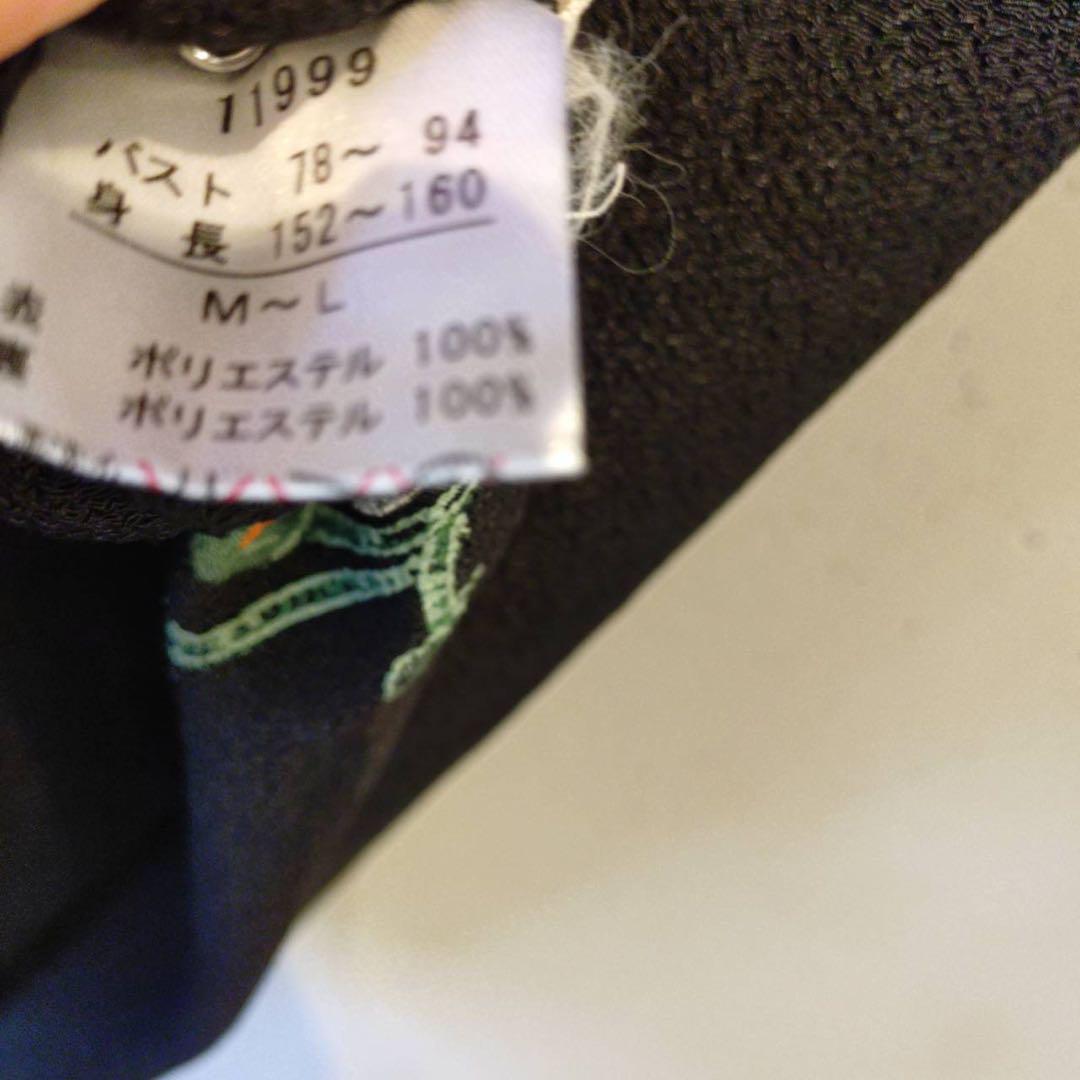 11999
バスト 78～ 94
身 長 152～160
M～L
ポリエステル 100%
ポリエステル 100%